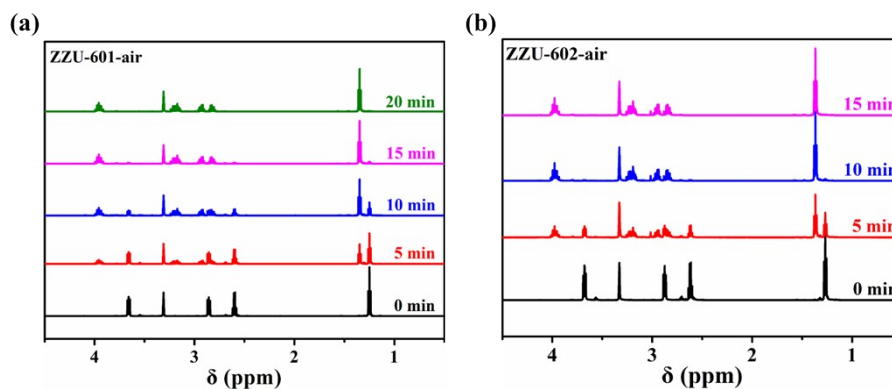 (a)
ZZU-601-air
20 min
15 min
10 min
5 min
0 min
4 3 2 1
δ (ppm)
(b)
ZZU-602-air
15 min
10 min
5 min
0 min
4 3 2 1
δ (ppm)